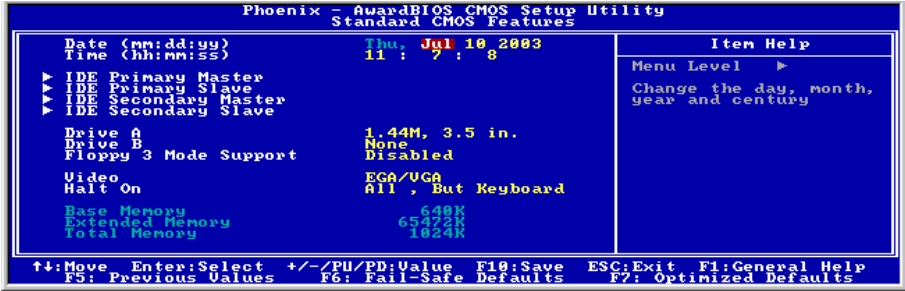 Phoenix - AwardBIOS CMOS Setup Utility
Standard CMOS Features
Date (mm:dd:yy) Thu, Jul 10 2003
Time (hh:mm:ss) 11 : 7 : 8
► IDE Primary Master
► IDE Primary Slave
► IDE Secondary Master
► IDE Secondary Slave
Drive A 1.44M, 3.5 in.
Drive B None
Floppy 3 Mode Support Disabled
Video EGA/VGA
Halt On All , But Keyboard
Base Memory 640K
Extended Memory 65472K
Total Memory 1024K
Item Help
Menu Level ►
Change the day, month,
year and century
↑↓:Move Enter:Select +/-/PU/PD:Value F10:Save ESC:Exit F1:General Help
F5: Previous Values F6: Fail-Safe Defaults F7: Optimized Defaults